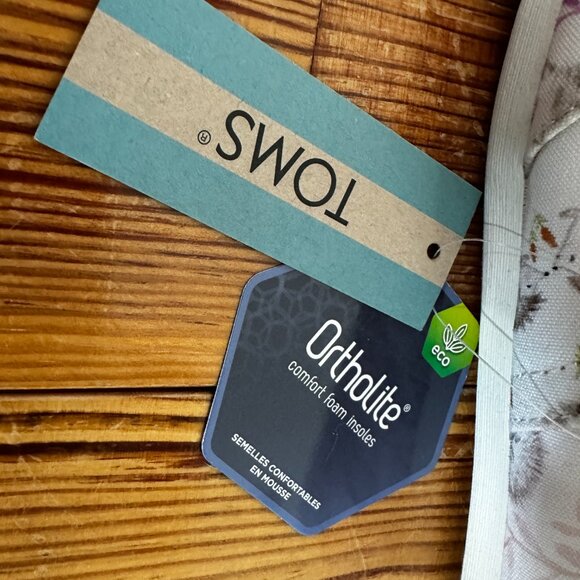 TOMS®
Ortholite®
comfort foam insoles
SEMELLES CONFORTABLES
EN MOUSSE
eco